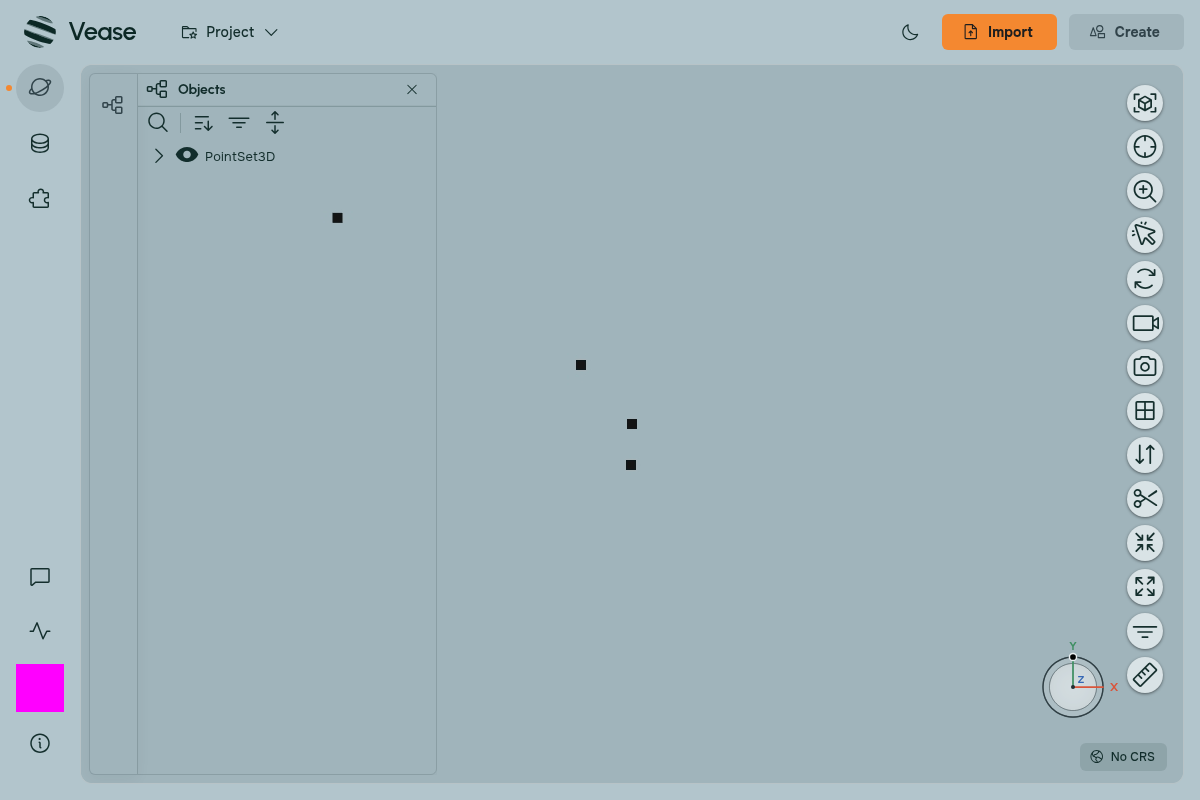 Vease
Project
Import
Create
Objects
PointSet3D
Y
Z
X
No CRS